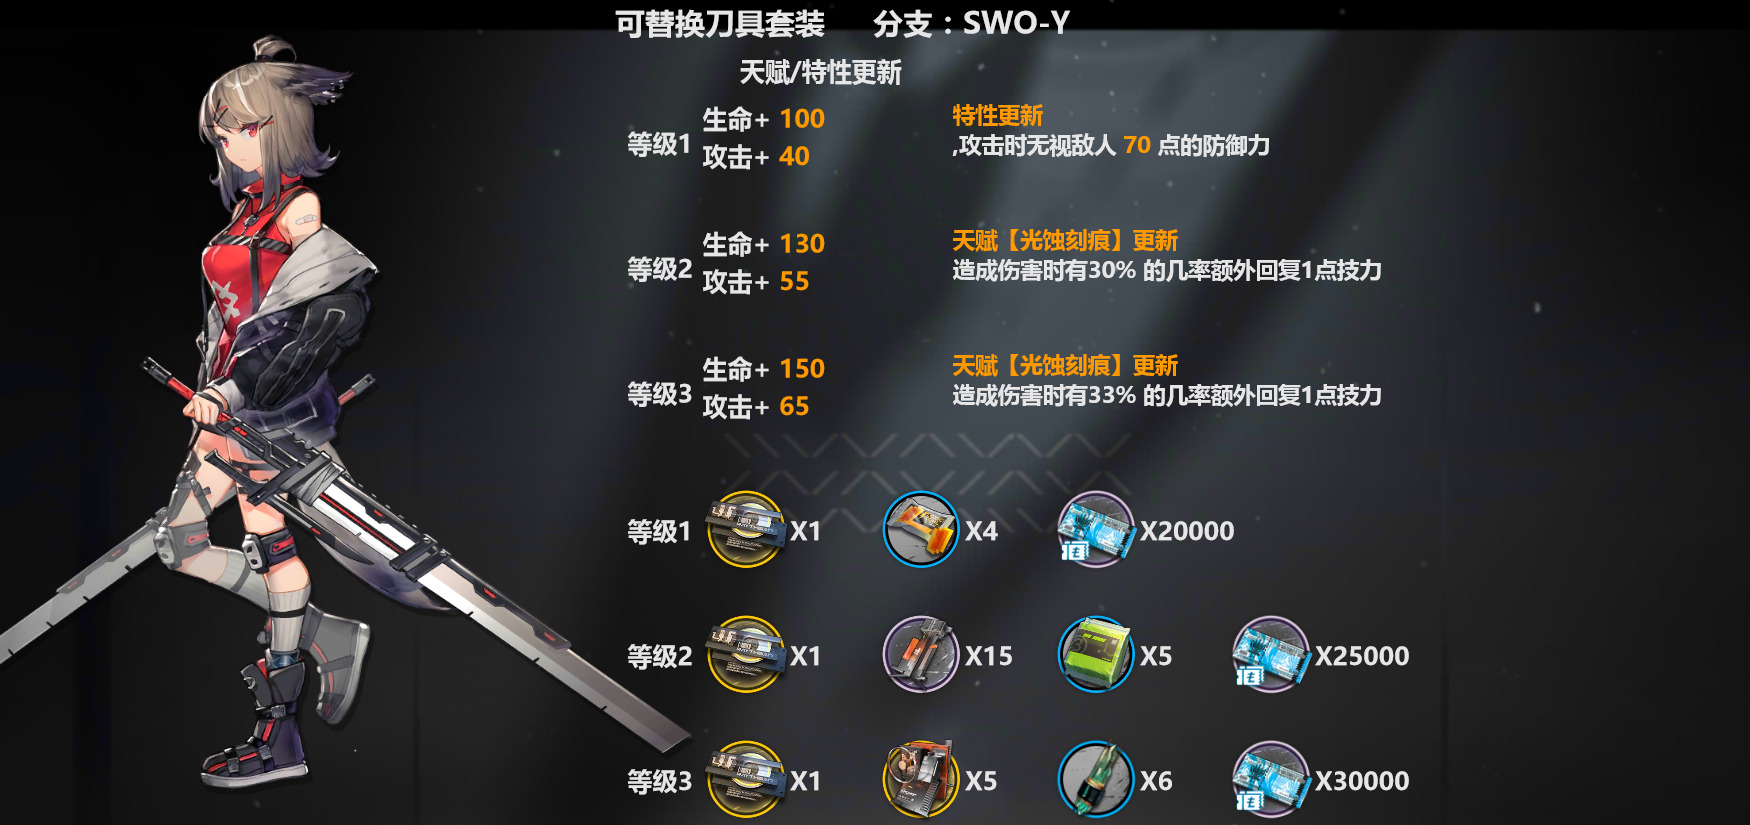 可替换刀具套装 分支：SWO-Y
天赋/特性更新
等级1
生命+ 100
攻击+ 40
特性更新
,攻击时无视敌人 70 点的防御力
等级2
生命+ 130
攻击+ 55
天赋【光蚀刻痕】更新
造成伤害时有30% 的几率额外回复1点技力
等级3
生命+ 150
攻击+ 65
天赋【光蚀刻痕】更新
造成伤害时有33% 的几率额外回复1点技力
等级1 X1 X4 X20000
等级2 X1 X15 X5 X25000
等级3 X1 X5 X6 X30000